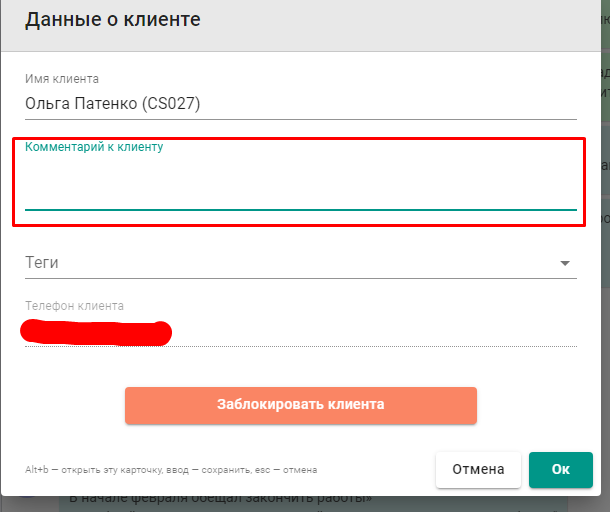 Данные о клиенте
Имя клиента
Ольга Патенко (CS027)
Комментарий к клиенту
Теги
Телефон клиента
Заблокировать клиента
Alt+b — открыть эту карточку, ввод — сохранить, esc — отмена
Отмена
Ок
В начале февраля обещал закончить работы»